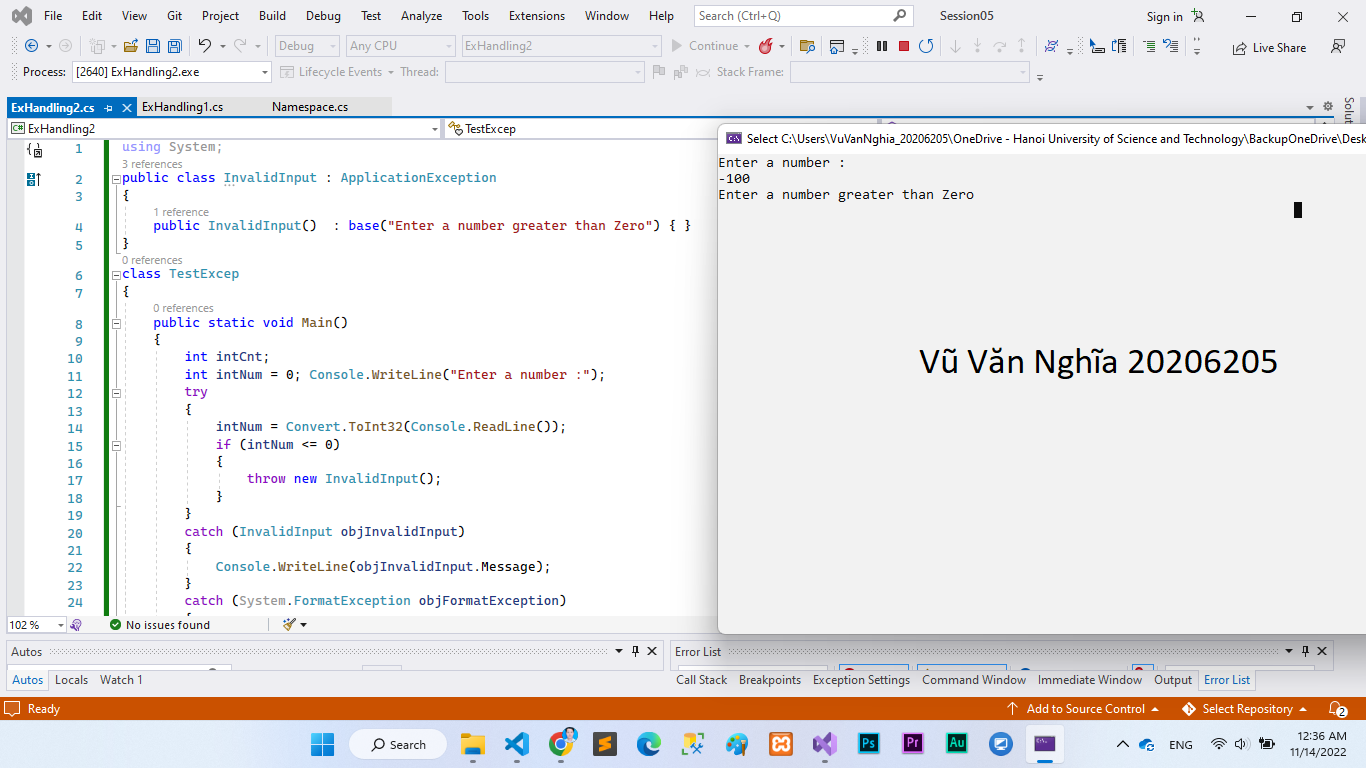 File Edit View Git Project Build Debug Test Analyze Tools Extensions Window Help Search (Ctrl+Q) Session05 Sign in
Debug Any CPU ExHandling2 Continue Live Share
Process: [2640] ExHandling2.exe Lifecycle Events Thread: Stack Frame:
ExHandling2.cs ExHandling1.cs Namespace.cs
ExHandling2 TestExcep
1 using System;
3 references
2 public class InvalidInput : ApplicationException
3 {
1 reference
4 public InvalidInput()  : base("Enter a number greater than Zero") { }
5 }
0 references
6 class TestExcep
7 {
0 references
8 public static void Main()
9 {
10 int intCnt;
11 int intNum = 0; Console.WriteLine("Enter a number :");
12 try
13 {
14 intNum = Convert.ToInt32(Console.ReadLine());
15 if (intNum <= 0)
16 {
17 throw new InvalidInput();
18 }
19 }
20 catch (InvalidInput objInvalidInput)
21 {
22 Console.WriteLine(objInvalidInput.Message);
23 }
24 catch (System.FormatException objFormatException)
102 % No issues found
Select C:\Users\VuVanNghia_20206205\OneDrive - Hanoi University of Science and Technology\BackupOneDrive\Desk
Enter a number :
-100
Enter a number greater than Zero
Vũ Văn Nghĩa 20206205
Autos
Error List
Autos Locals Watch 1
Call Stack Breakpoints Exception Settings Command Window Immediate Window Output Error List
Ready Add to Source Control Select Repository 2
Search Ps Pr Au ENG 12:36 AM
11/14/2022